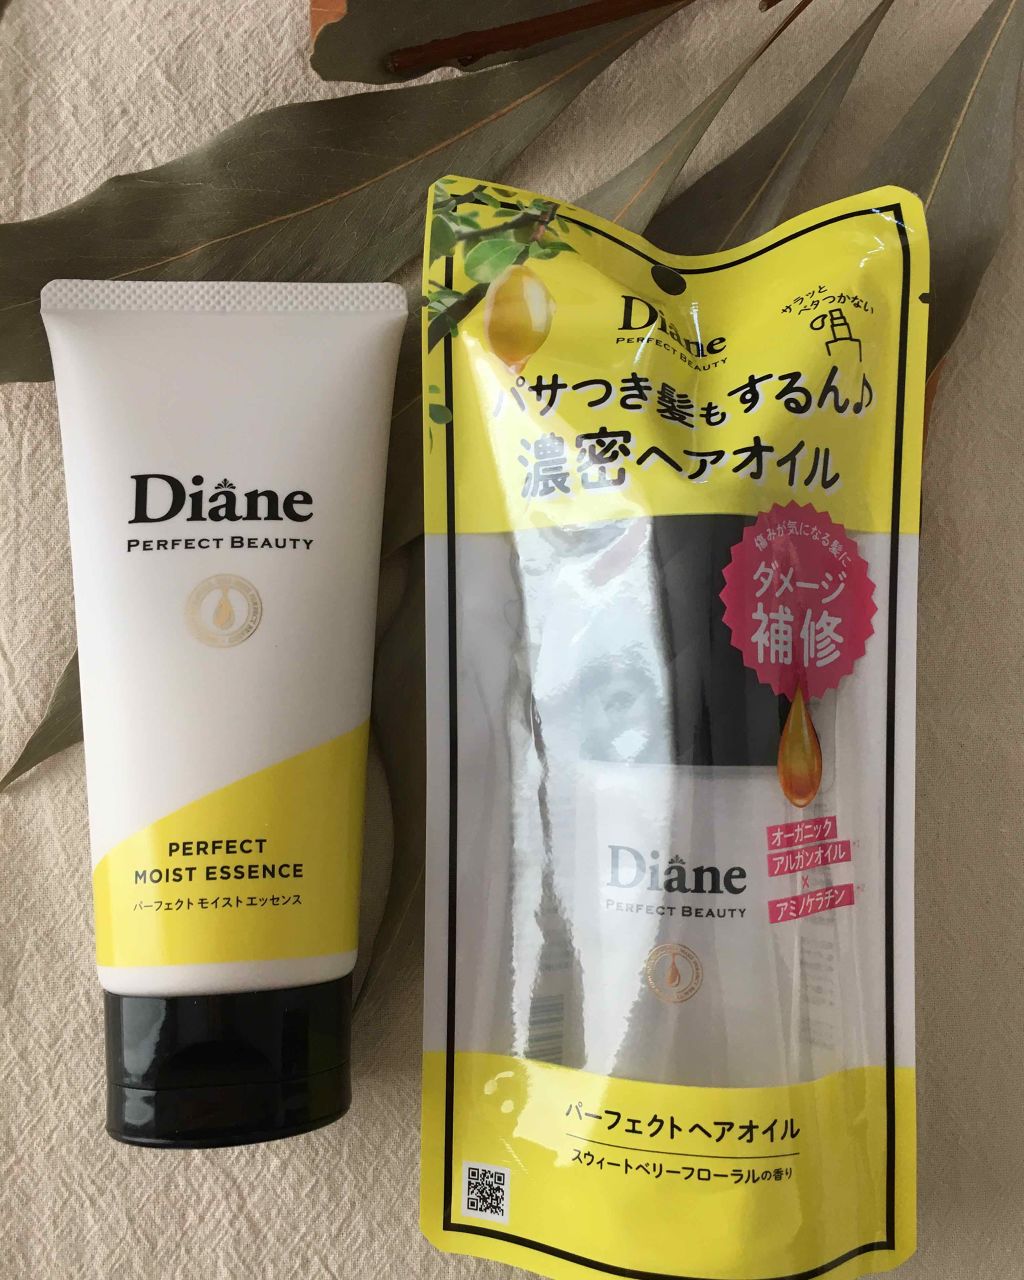 Diane
PERFECT BEAUTY
PERFECT
MOIST ESSENCE
パーフェクト モイスト エッセンス
Diane
PERFECT BEAUTY
サラッと
ベタつかない
パサつき髪もするん♪
濃密ヘアオイル
傷みが気になる髪に
ダメージ
補修
オーガニック
アルガンオイル
×
アミノケラチン
Diane
PERFECT BEAUTY
パーフェクト ヘアオイル
スウィートベリーフローラルの香り